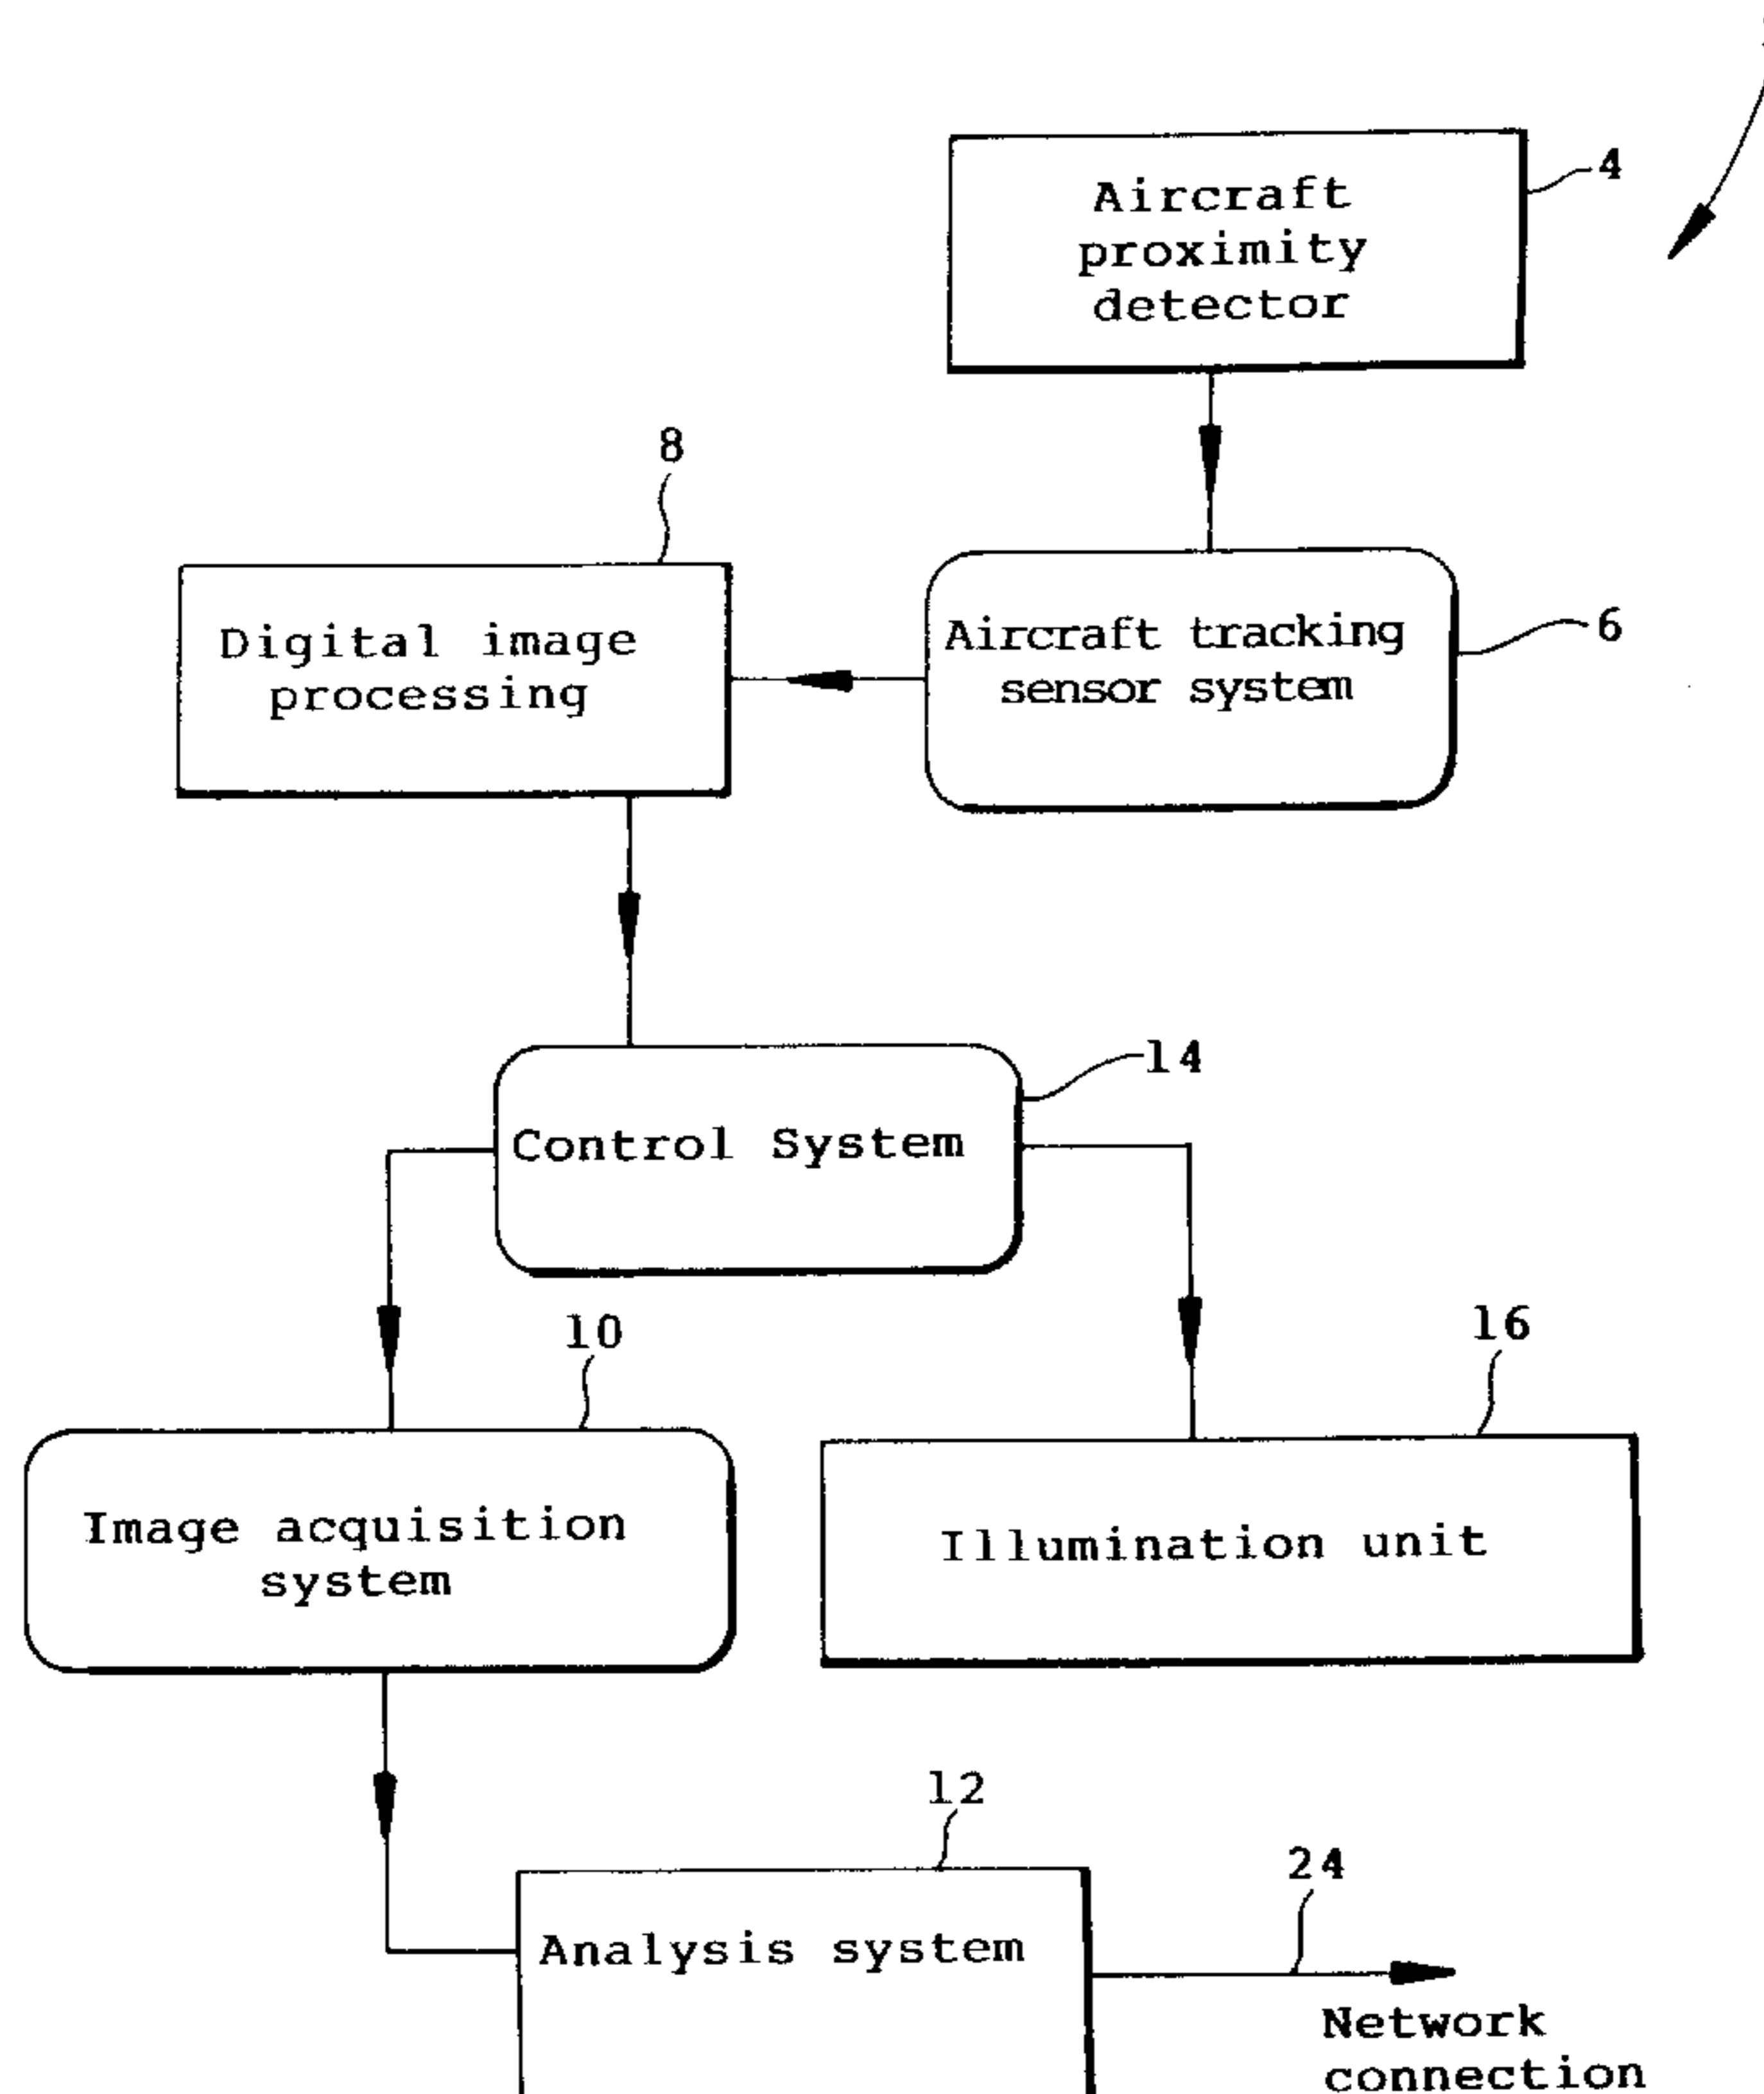 Aircraft
proximity
detector
4
8
Digital image
processing
Aircraft tracking
sensor system
6
Control System
14
10
16
Image acquisition
system
Illumination unit
12
24
Analysis system
Network
connection